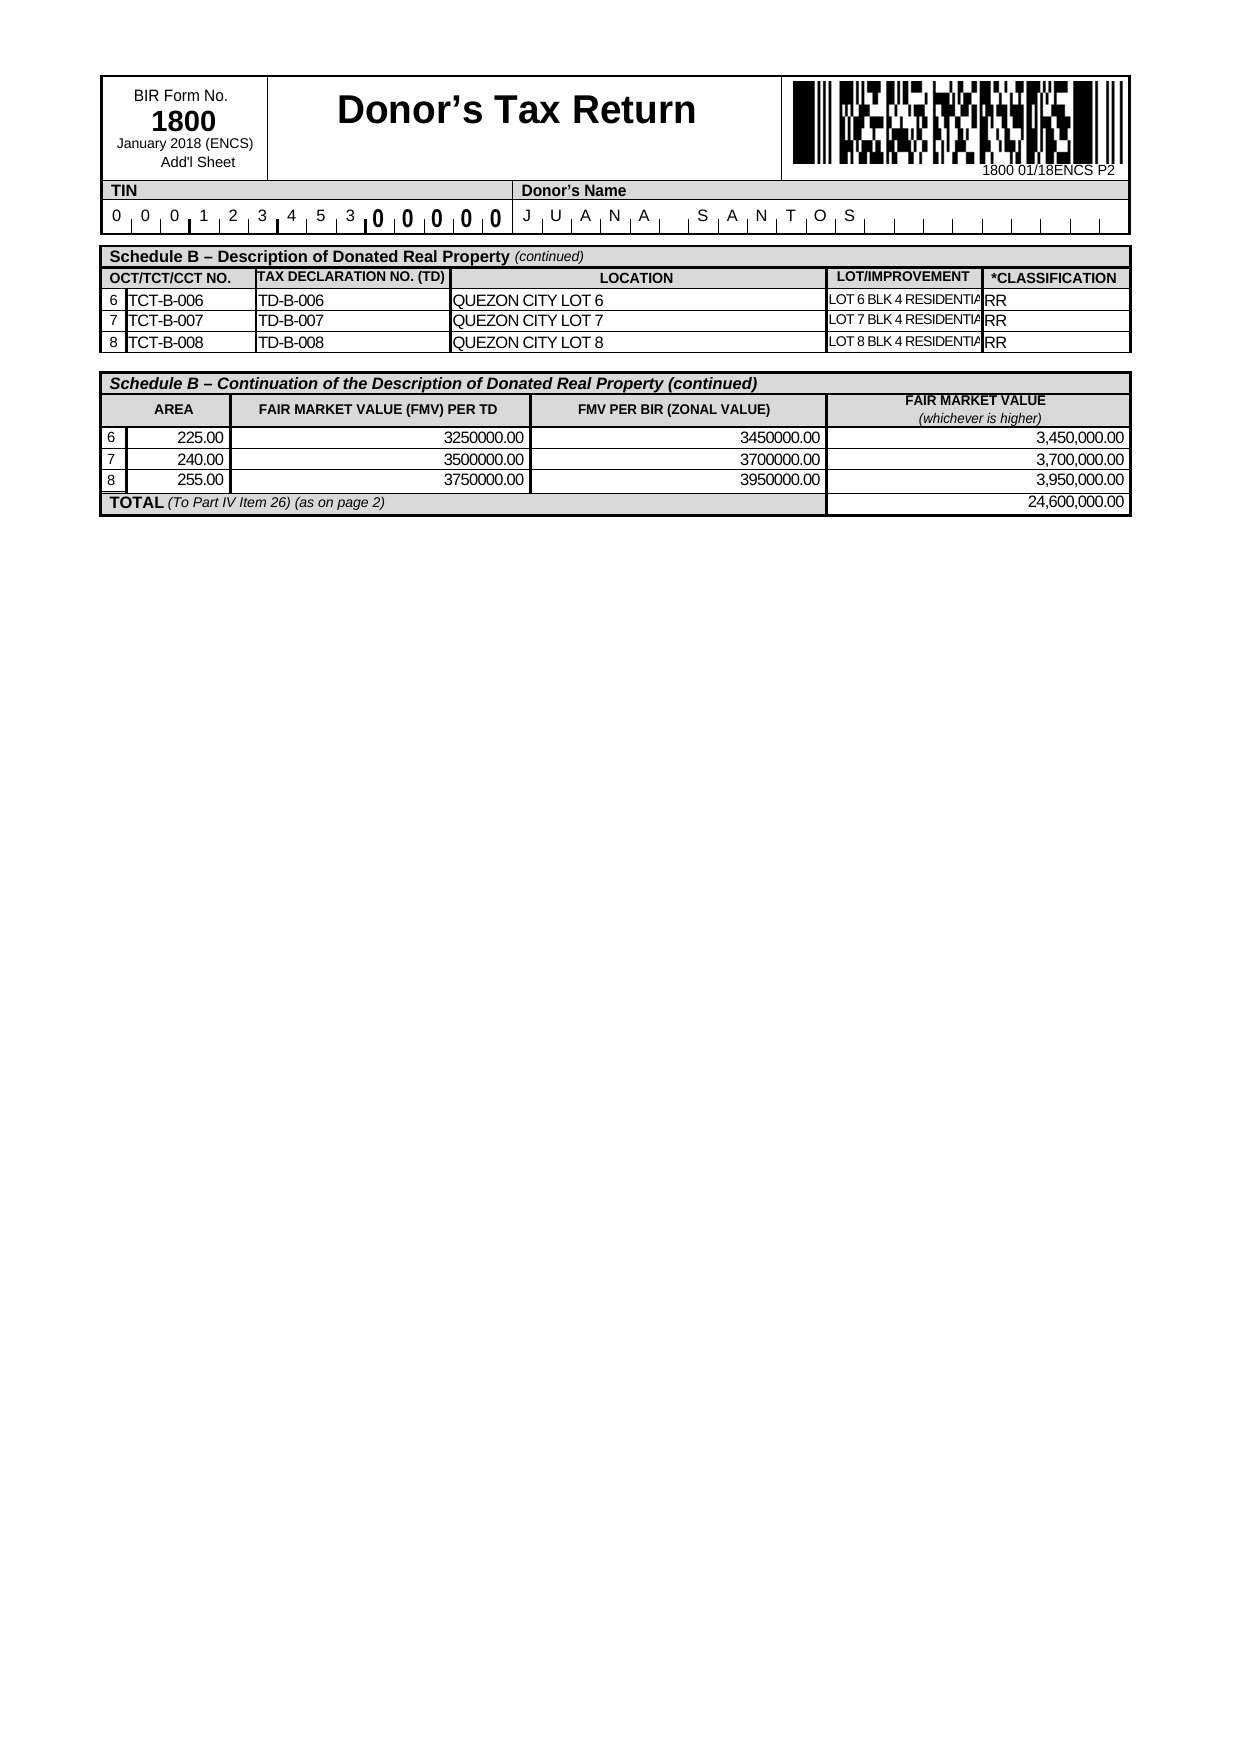 BIR Form No.
1800
January 2018 (ENCS)
Add'l Sheet
Donor’s Tax Return
1800 01/18ENCS P2
TIN Donor’s Name
0 0 0 1 2 3 4 5 3 0 0 0 0 0 J U A N A S A N T O S
Schedule B – Description of Donated Real Property (continued)
OCT/TCT/CCT NO. TAX DECLARATION NO. (TD) LOCATION LOT/IMPROVEMENT *CLASSIFICATION
6 TCT-B-006 TD-B-006 QUEZON CITY LOT 6 LOT 6 BLK 4 RESIDENTIA RR
7 TCT-B-007 TD-B-007 QUEZON CITY LOT 7 LOT 7 BLK 4 RESIDENTIA RR
8 TCT-B-008 TD-B-008 QUEZON CITY LOT 8 LOT 8 BLK 4 RESIDENTIA RR
Schedule B – Continuation of the Description of Donated Real Property (continued)
AREA FAIR MARKET VALUE (FMV) PER TD FMV PER BIR (ZONAL VALUE) FAIR MARKET VALUE
(whichever is higher)
6 225.00 3250000.00 3450000.00 3,450,000.00
7 240.00 3500000.00 3700000.00 3,700,000.00
8 255.00 3750000.00 3950000.00 3,950,000.00
TOTAL (To Part IV Item 26) (as on page 2) 24,600,000.00